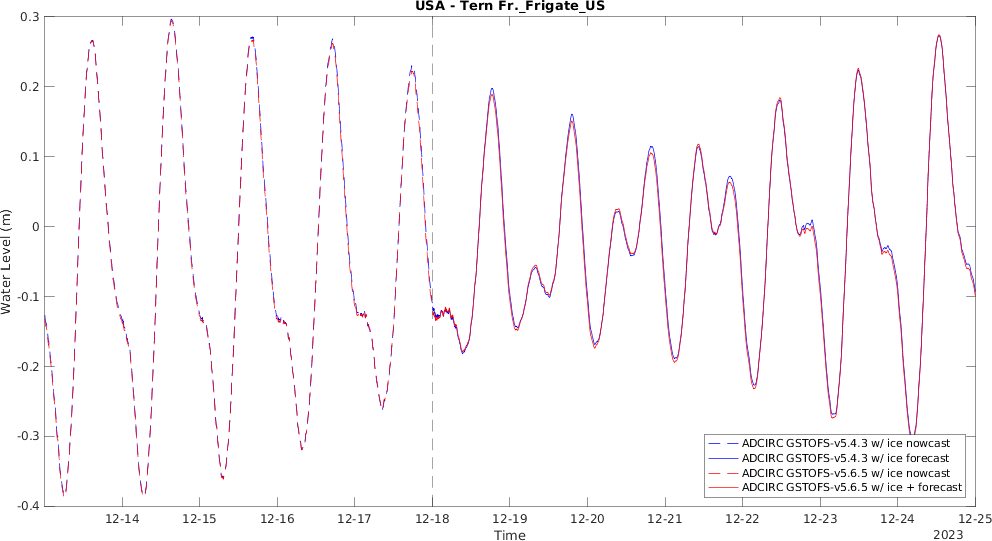 USA - Tern Fr._Frigate_US
0.3
0.2
0.1
0
-0.1
-0.2
-0.3
-0.4
Water Level (m)
ADCIRC GSTOFS-v5.4.3 w/ ice nowcast
ADCIRC GSTOFS-v5.4.3 w/ ice forecast
ADCIRC GSTOFS-v5.6.5 w/ ice nowcast
ADCIRC GSTOFS-v5.6.5 w/ ice + forecast
12-14 12-15 12-16 12-17 12-18 12-19 12-20 12-21 12-22 12-23 12-24 12-25
Time
2023